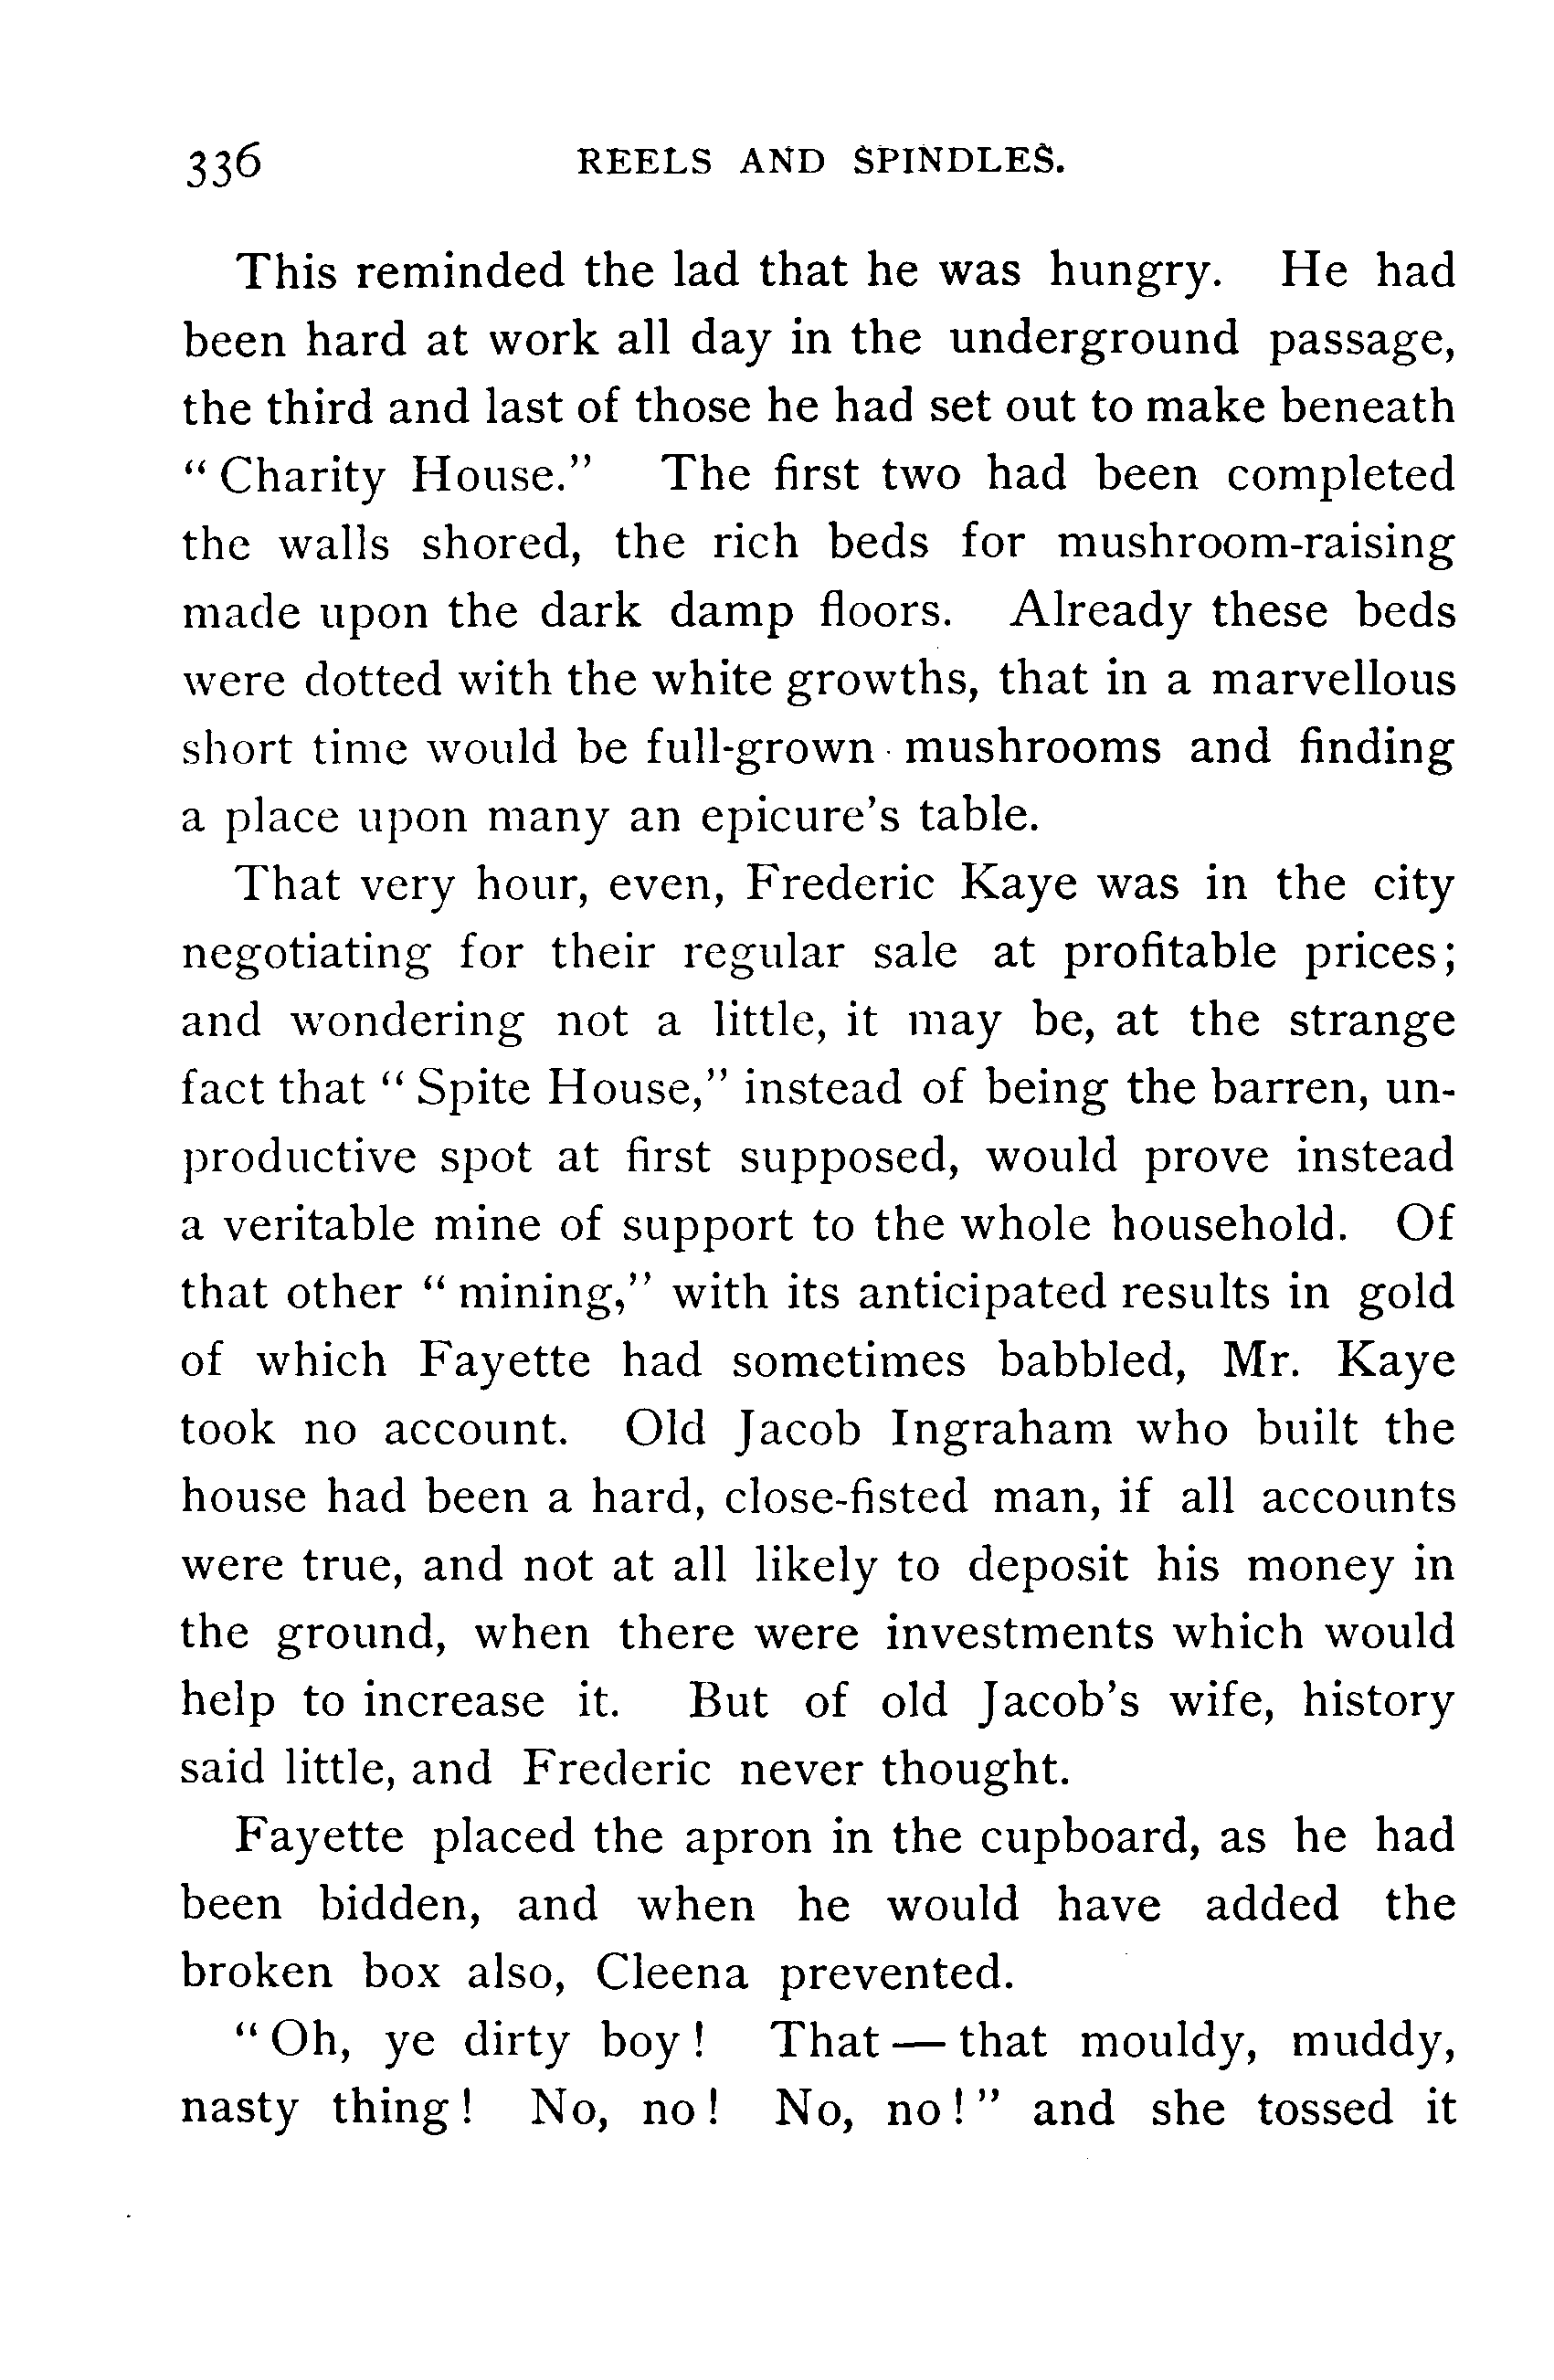 336 REELS AND SPINDLES.
This reminded the lad that he was hungry. He had
been hard at work all day in the underground passage,
the third and last of those he had set out to make beneath
“Charity House.” The first two had been completed
the walls shored, the rich beds for mushroom-raising
made upon the dark damp floors. Already these beds
were dotted with the white growths, that in a marvellous
short time would be full-grown mushrooms and finding
a place upon many an epicure’s table.
That very hour, even, Frederic Kaye was in the city
negotiating for their regular sale at profitable prices;
and wondering not a little, it may be, at the strange
fact that “Spite House,” instead of being the barren, un-
productive spot at first supposed, would prove instead
a veritable mine of support to the whole household. Of
that other “mining,” with its anticipated results in gold
of which Fayette had sometimes babbled, Mr. Kaye
took no account. Old Jacob Ingraham who built the
house had been a hard, close-fisted man, if all accounts
were true, and not at all likely to deposit his money in
the ground, when there were investments which would
help to increase it. But of old Jacob’s wife, history
said little, and Frederic never thought.
Fayette placed the apron in the cupboard, as he had
been bidden, and when he would have added the
broken box also, Cleena prevented.
“Oh, ye dirty boy! That — that mouldy, muddy,
nasty thing! No, no! No, no!” and she tossed it